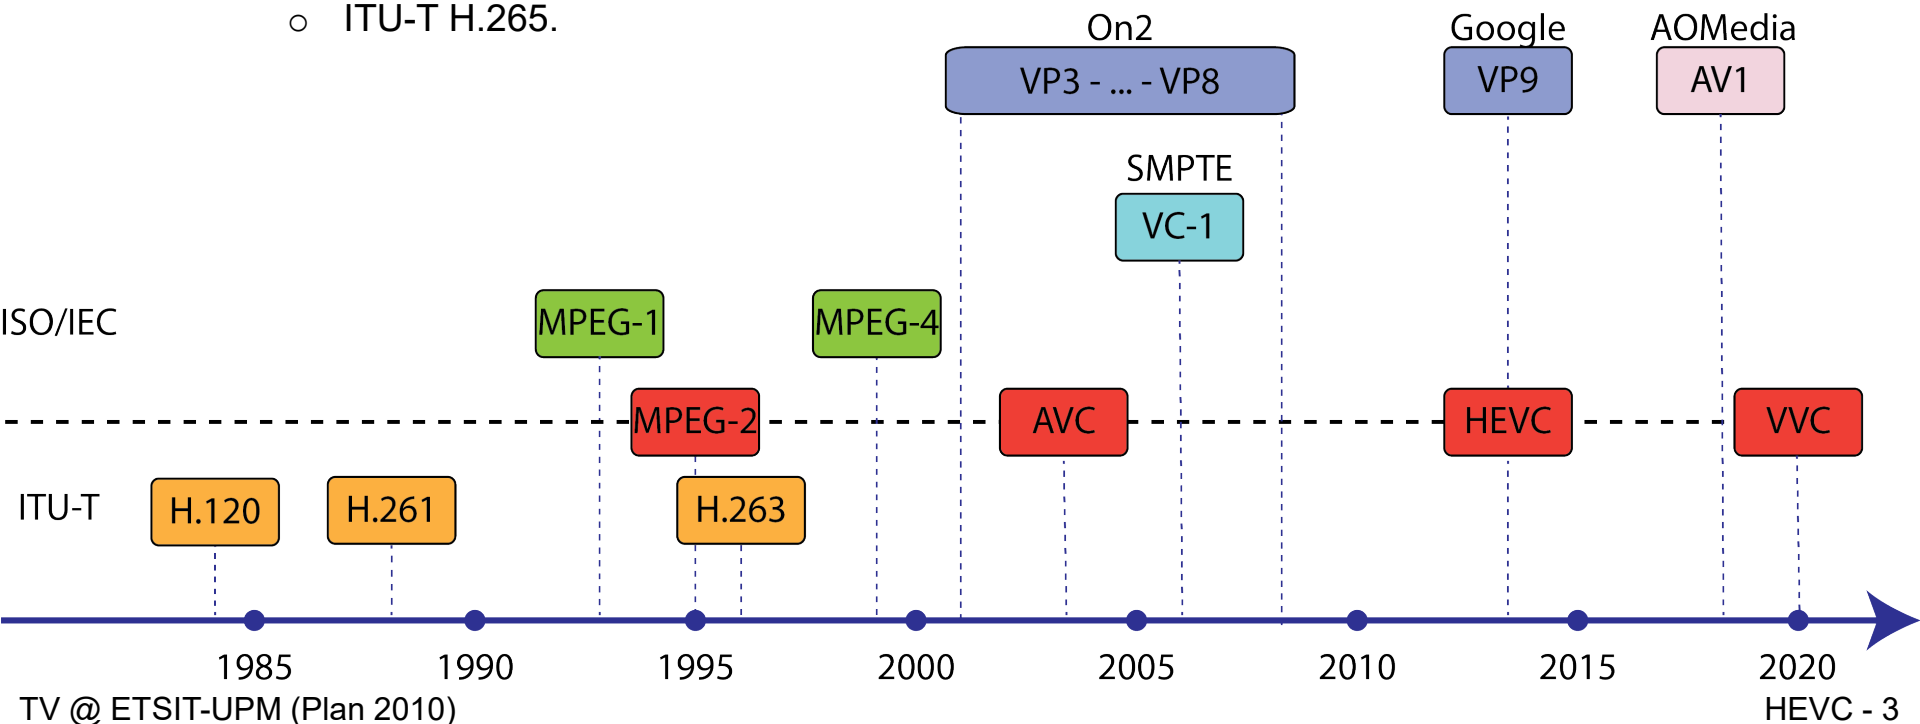 ○ ITU-T H.265.
On2 Google AOMedia
VP3 - ... - VP8 VP9 AV1
SMPTE
VC-1
ISO/IEC MPEG-1 MPEG-4
MPEG-2 AVC HEVC VVC
ITU-T H.120 H.261 H.263
1985 1990 1995 2000 2005 2010 2015 2020
TV @ ETSIT-UPM (Plan 2010) HEVC - 3